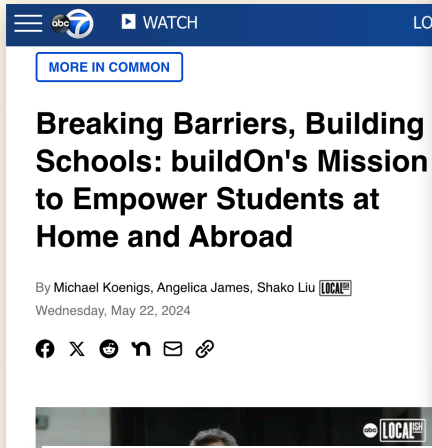 abc 7 WATCH LO
MORE IN COMMON
Breaking Barriers, Building
Schools: buildOn's Mission
to Empower Students at
Home and Abroad
By Michael Koenigs, Angelica James, Shako Liu LOCALISH
Wednesday, May 22, 2024
abc LOCALISH